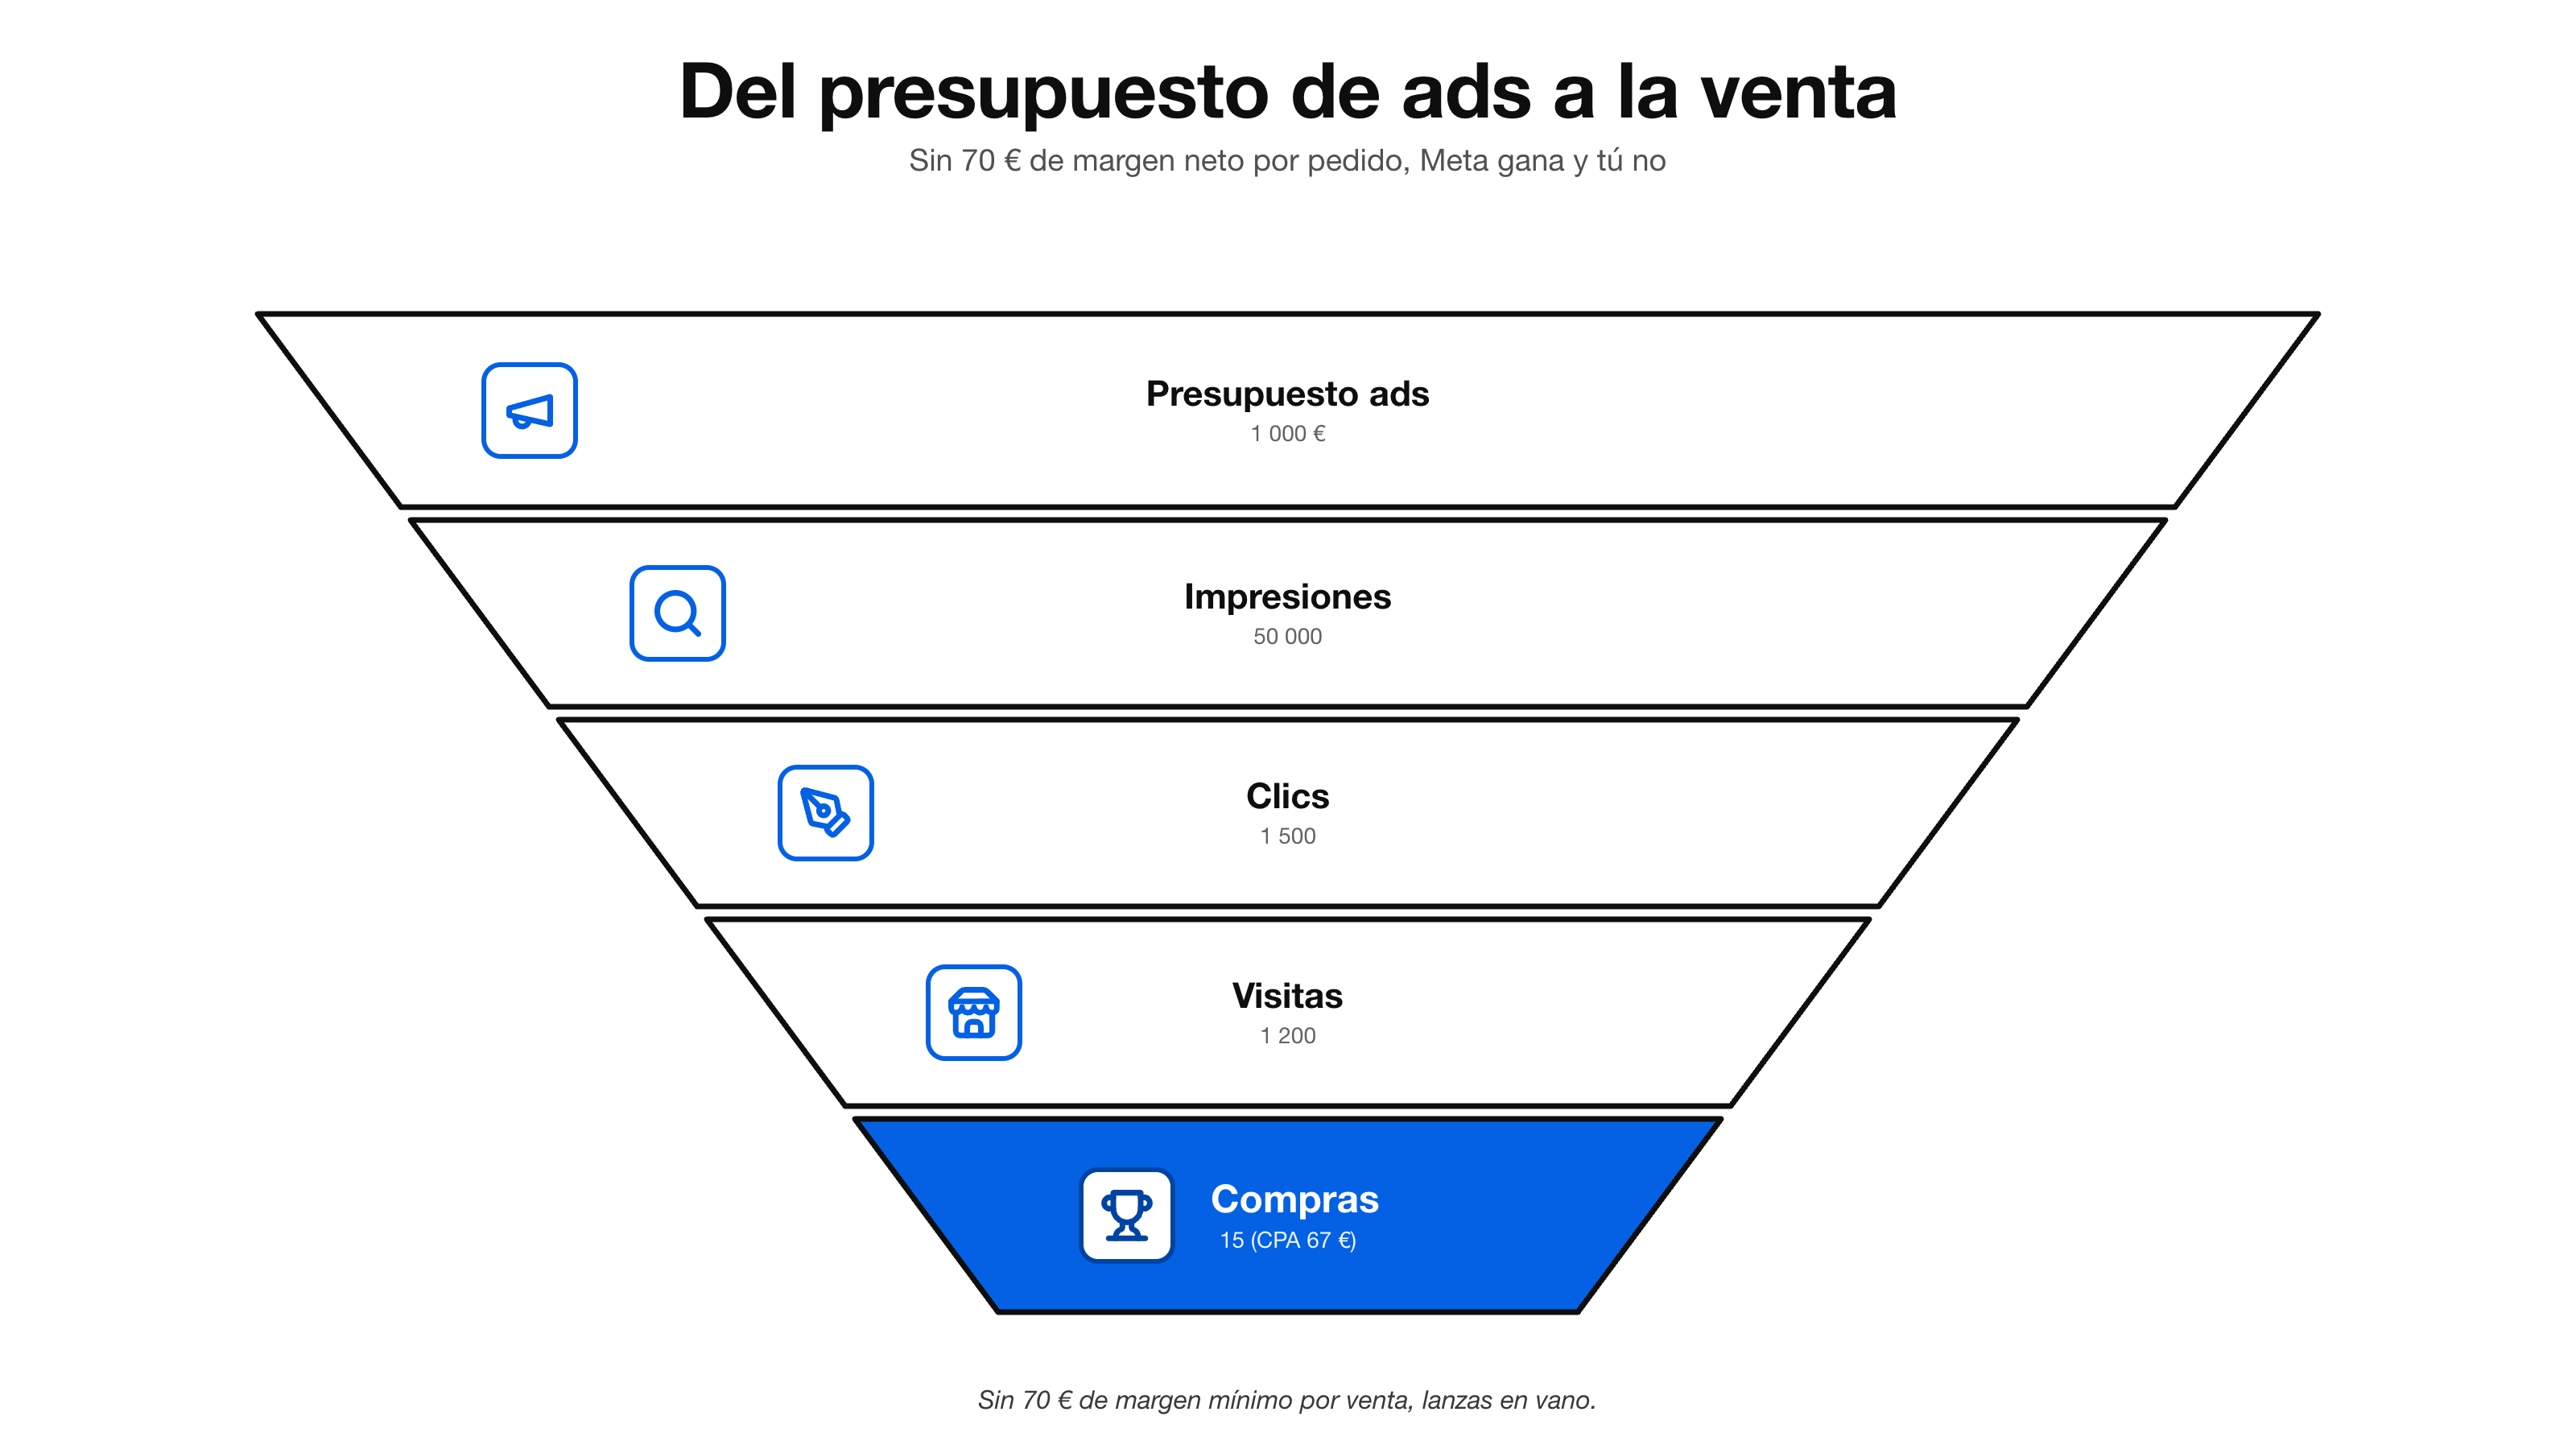 Del presupuesto de ads a la venta
Sin 70 € de margen neto por pedido, Meta gana y tú no
Presupuesto ads
1 000 €
Impresiones
50 000
Clics
1 500
Visitas
1 200
Compras
15 (CPA 67 €)
Sin 70 € de margen mínimo por venta, lanzas en vano.